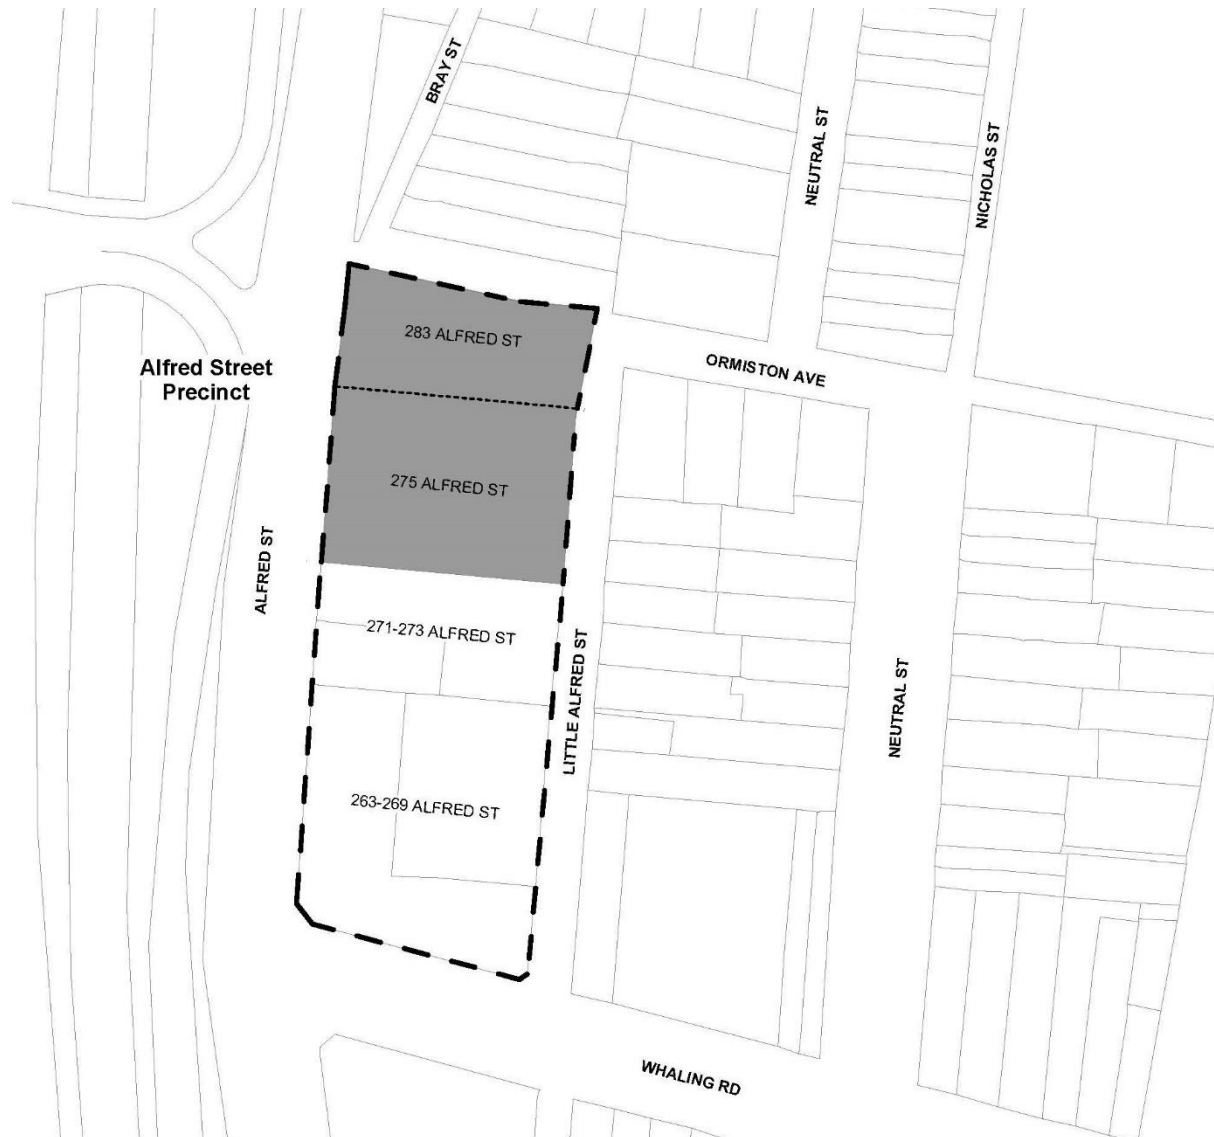 BRAY ST
NEUTRAL ST
NICHOLAS ST
283 ALFRED ST
Alfred Street
Precinct
ORMISTON AVE
275 ALFRED ST
ALFRED ST
271-273 ALFRED ST
LITTLE ALFRED ST
NEUTRAL ST
263-269 ALFRED ST
WHALING RD